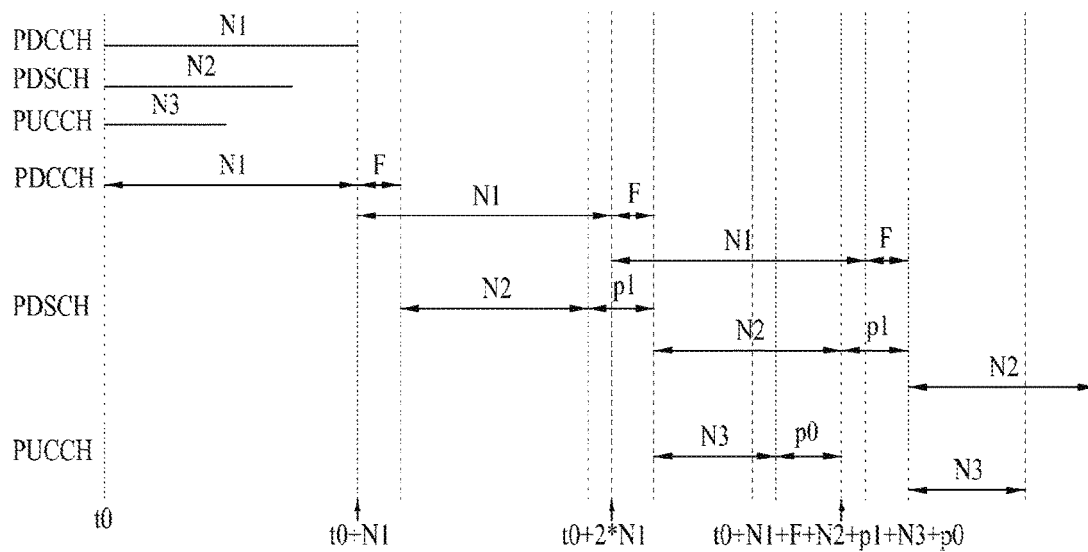 PDCCH N1
PDSCH N2
PUCCH N3
PDCCH N1 F
N1 F
N1 F
PDSCH N2 p1
N2 p1
N2
PUCCH N3 p0
N3
t0 t0+N1 t0+2*N1 t0+N1+F+N2+p1+N3+p0